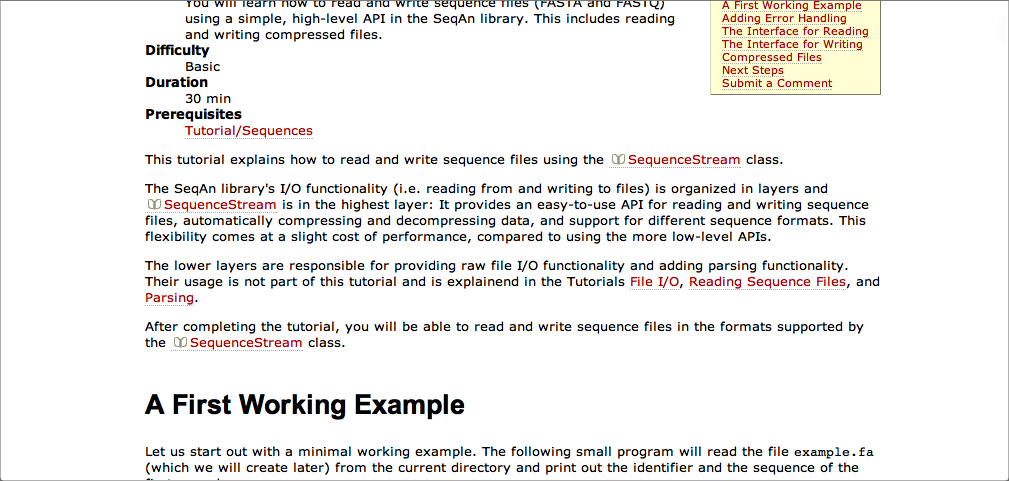 You will learn how to read and write sequence files (FASTA and FASTQ)
using a simple, high-level API in the SeqAn library. This includes reading
and writing compressed files.
Difficulty
Basic
Duration
30 min
Prerequisites
Tutorial/Sequences
A First Working Example
Adding Error Handling
The Interface for Reading
The Interface for Writing
Compressed Files
Next Steps
Submit a Comment
This tutorial explains how to read and write sequence files using the SequenceStream class.
The SeqAn library's I/O functionality (i.e. reading from and writing to files) is organized in layers and
SequenceStream is in the highest layer: It provides an easy-to-use API for reading and writing sequence
files, automatically compressing and decompressing data, and support for different sequence formats. This
flexibility comes at a slight cost of performance, compared to using the more low-level APIs.
The lower layers are responsible for providing raw file I/O functionality and adding parsing functionality.
Their usage is not part of this tutorial and is explainend in the Tutorials File I/O, Reading Sequence Files, and
Parsing.
After completing the tutorial, you will be able to read and write sequence files in the formats supported by
the SequenceStream class.
A First Working Example
Let us start out with a minimal working example. The following small program will read the file example.fa
(which we will create later) from the current directory and print out the identifier and the sequence of the